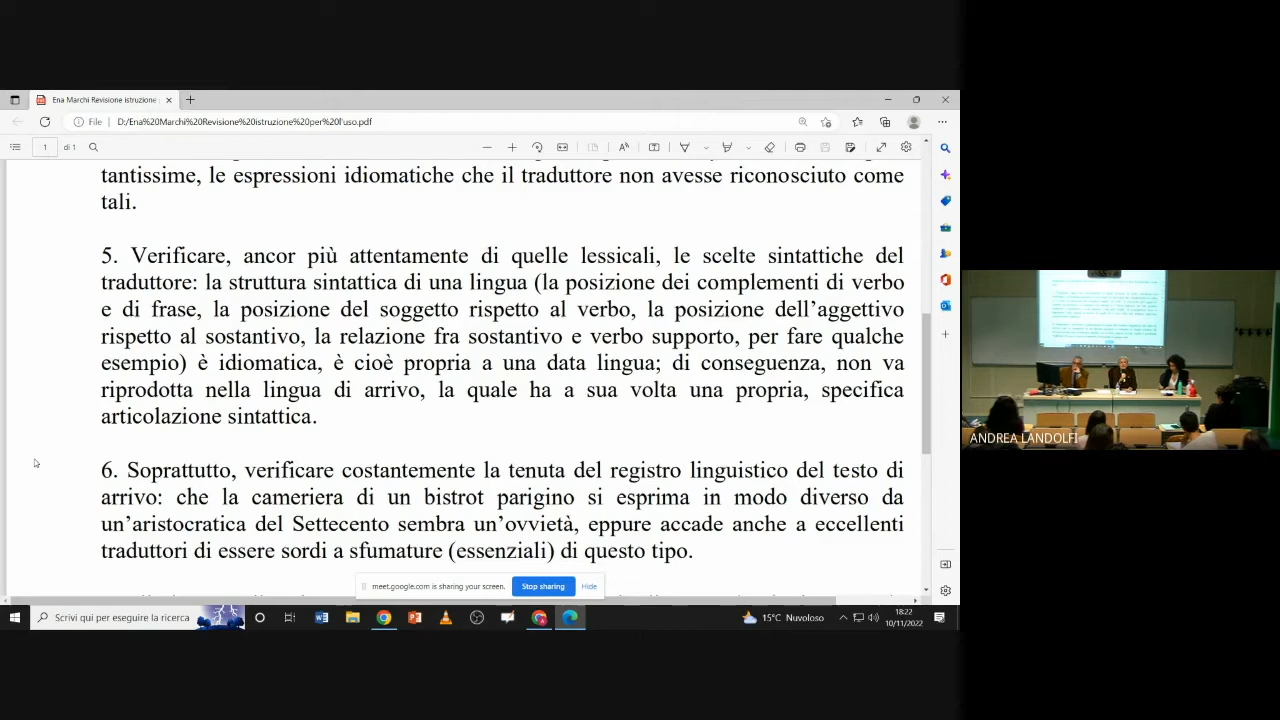 Ena Marchi Revisione istruzione
File D:/Ena%20Marchi%20Revisione%20istruzione%20per%20l'uso.pdf
1 di 1
tantissime, le espressioni idiomatiche che il traduttore non avesse riconosciuto come
tali.
5. Verificare, ancor più attentamente di quelle lessicali, le scelte sintattiche del
traduttore: la struttura sintattica di una lingua (la posizione dei complementi di verbo
e di frase, la posizione del soggetto rispetto al verbo, la posizione dell’aggettivo
rispetto al sostantivo, la relazione fra sostantivo e verbo supporto, per fare qualche
esempio) è idiomatica, è cioè propria a una data lingua; di conseguenza, non va
riprodotta nella lingua di arrivo, la quale ha a sua volta una propria, specifica
articolazione sintattica.
6. Soprattutto, verificare costantemente la tenuta del registro linguistico del testo di
arrivo: che la cameriera di un bistrot parigino si esprima in modo diverso da
un’aristocratica del Settecento sembra un’ovvietà, eppure accade anche a eccellenti
traduttori di essere sordi a sfumature (essenziali) di questo tipo.
meet.google.com is sharing your screen. Stop sharing Hide
Scrivi qui per eseguire la ricerca
15°C Nuvoloso
18:22
10/11/2022
ANDREA LANDOLFI